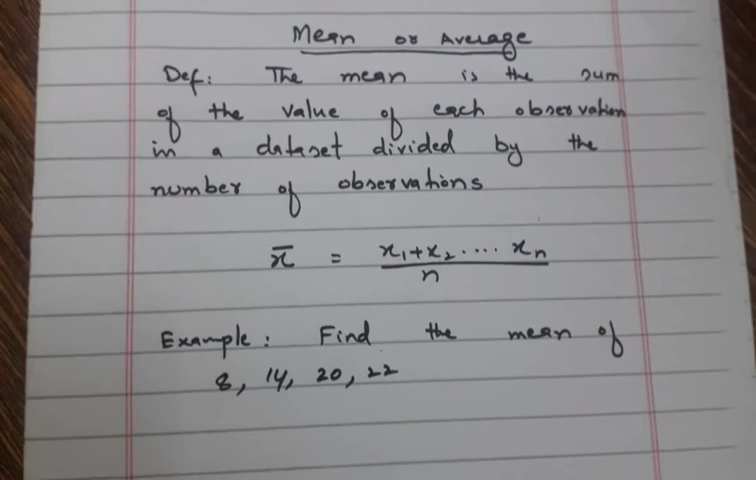 Mean or Average
Def: The mean is the sum
of the value of each observation
in a dataset divided by the
number of observations
x̄ = x₁+x₂.... xₙ / n
Example: Find the mean of
8, 14, 20, 22